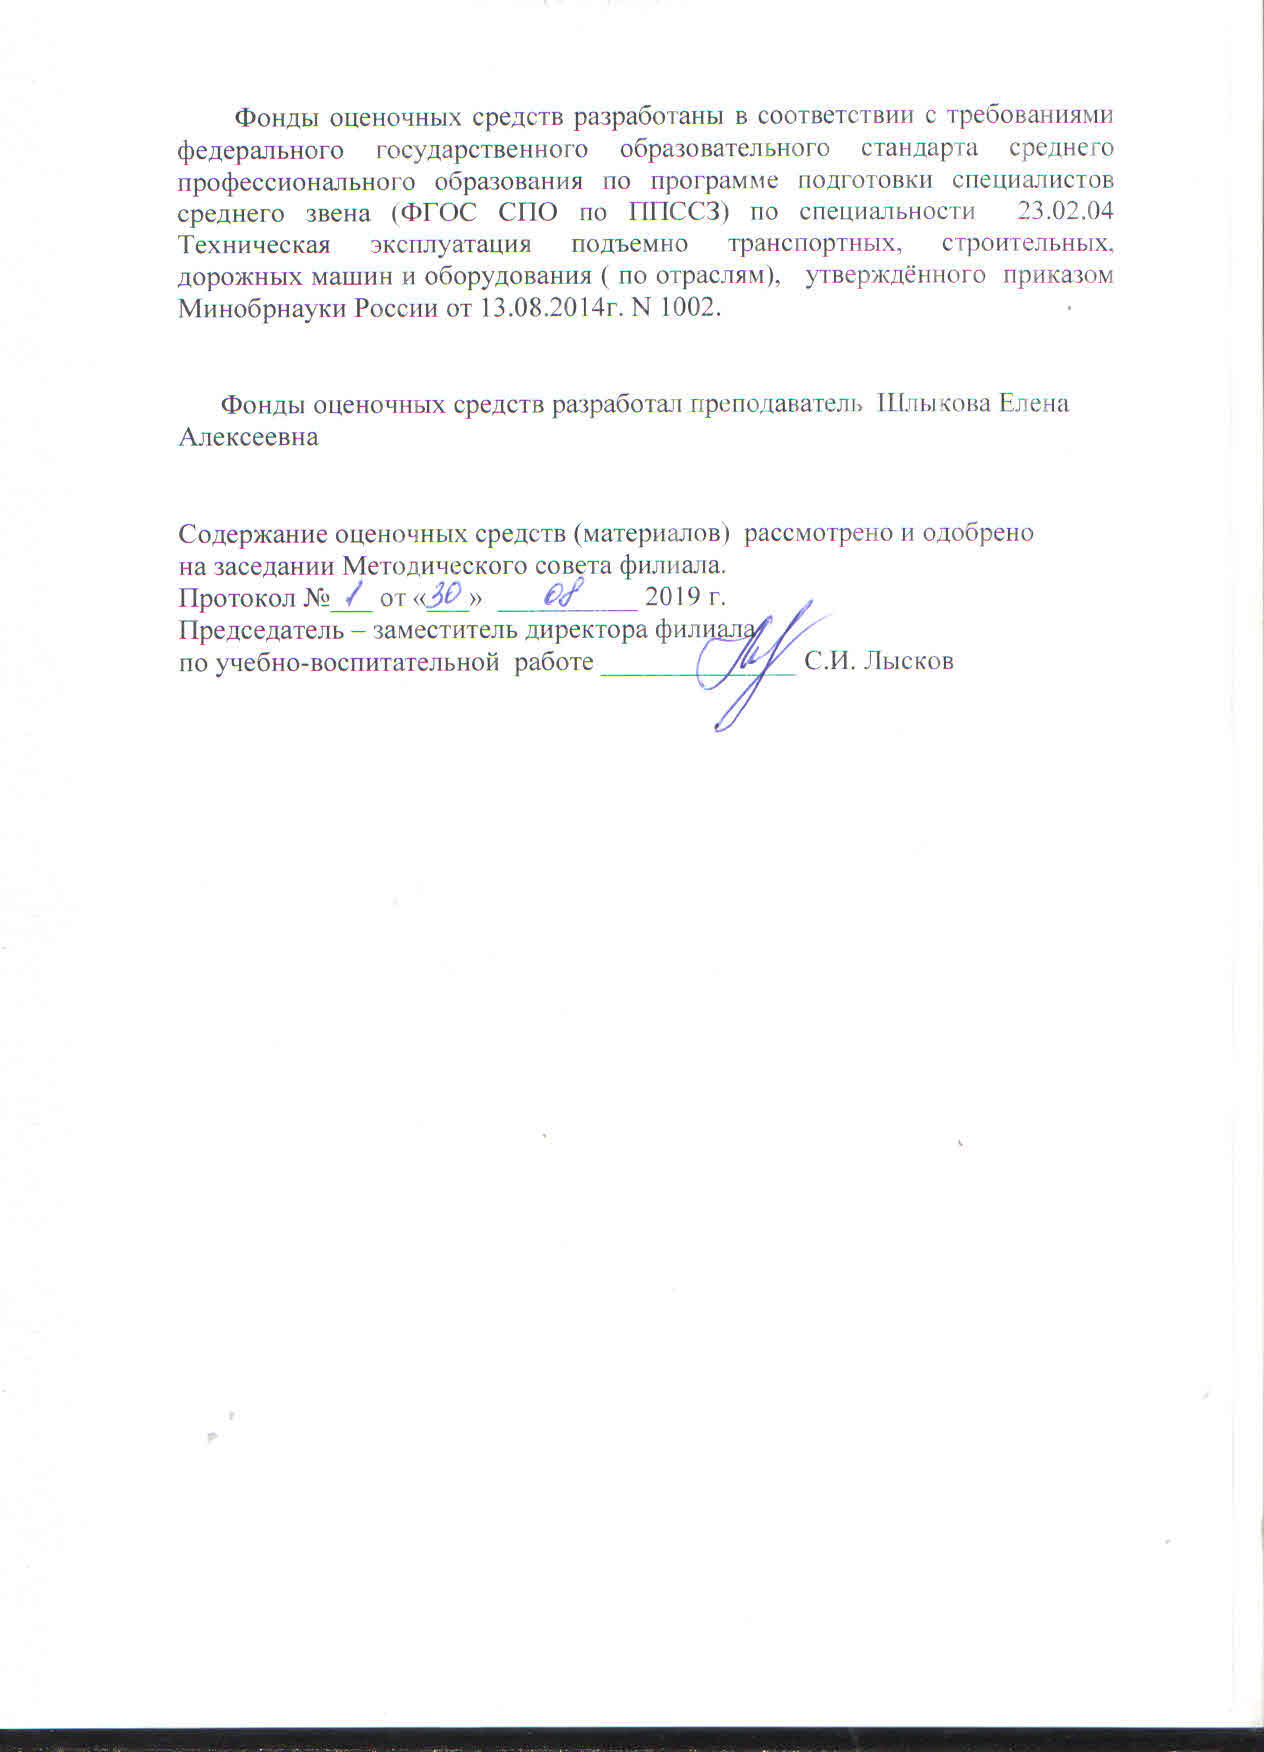 Фонды оценочных средств разработаны в соответствии с требованиями
федерального государственного образовательного стандарта среднего
профессионального образования по программе подготовки специалистов
среднего звена (ФГОС СПО по ППССЗ) по специальности 23.02.04
Техническая эксплуатация подъемно транспортных, строительных,
дорожных машин и оборудования ( по отраслям), утверждённого приказом
Минобрнауки России от 13.08.2014г. N 1002.
Фонды оценочных средств разработал преподаватель Шлыкова Елена
Алексеевна
Содержание оценочных средств (материалов) рассмотрено и одобрено
на заседании Методического совета филиала.
Протокол № 1 от «30» 08 2019 г.
Председатель – заместитель директора филиала
по учебно-воспитательной работе ______________ С.И. Лысков